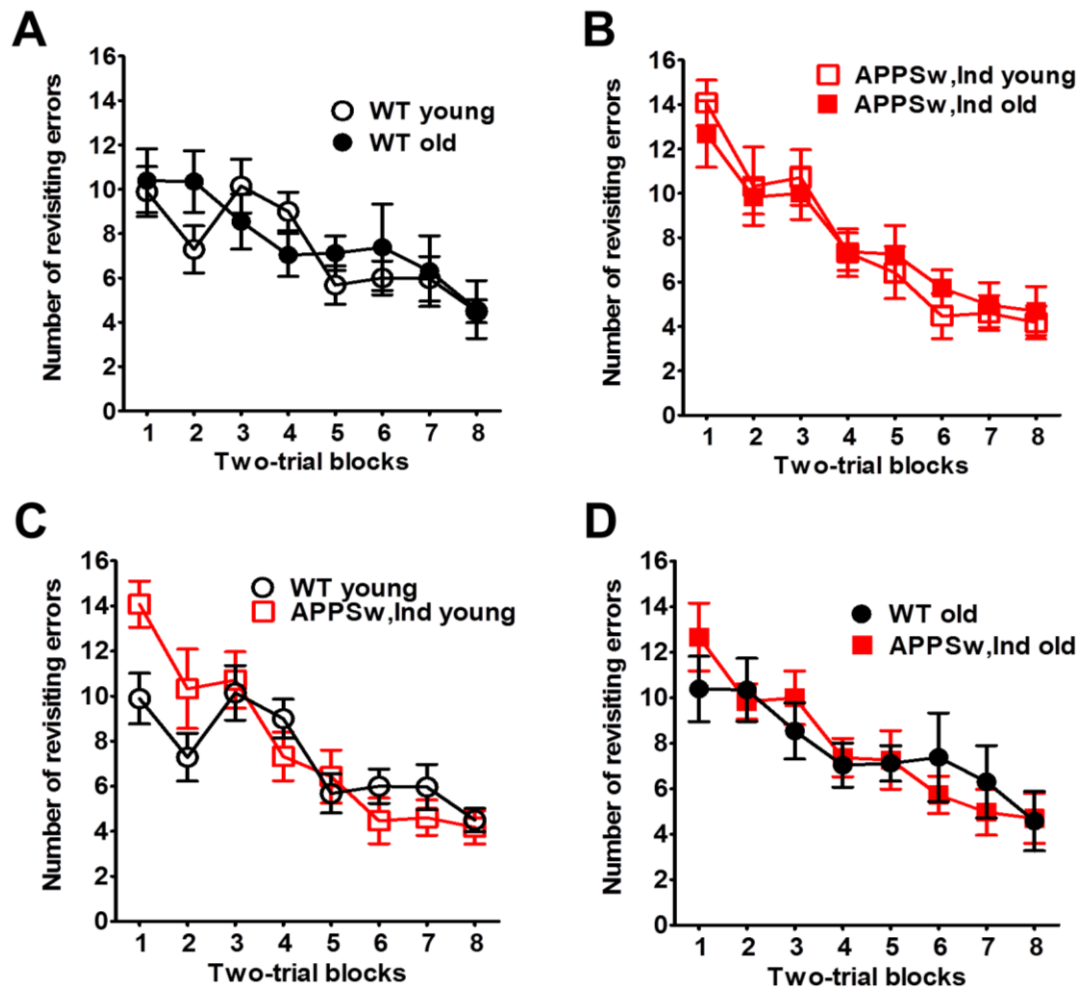 A
Number of revisiting errors
16
14
12
10
8
6
4
2
0
WT young
WT old
1 2 3 4 5 6 7 8
Two-trial blocks
B
Number of revisiting errors
16
14
12
10
8
6
4
2
0
APPSw,Ind young
APPSw,Ind old
1 2 3 4 5 6 7 8
Two-trial blocks
C
Number of revisiting errors
16
14
12
10
8
6
4
2
0
WT young
APPSw,Ind young
1 2 3 4 5 6 7 8
Two-trial blocks
D
Number of revisiting errors
16
14
12
10
8
6
4
2
0
WT old
APPSw,Ind old
1 2 3 4 5 6 7 8
Two-trial blocks